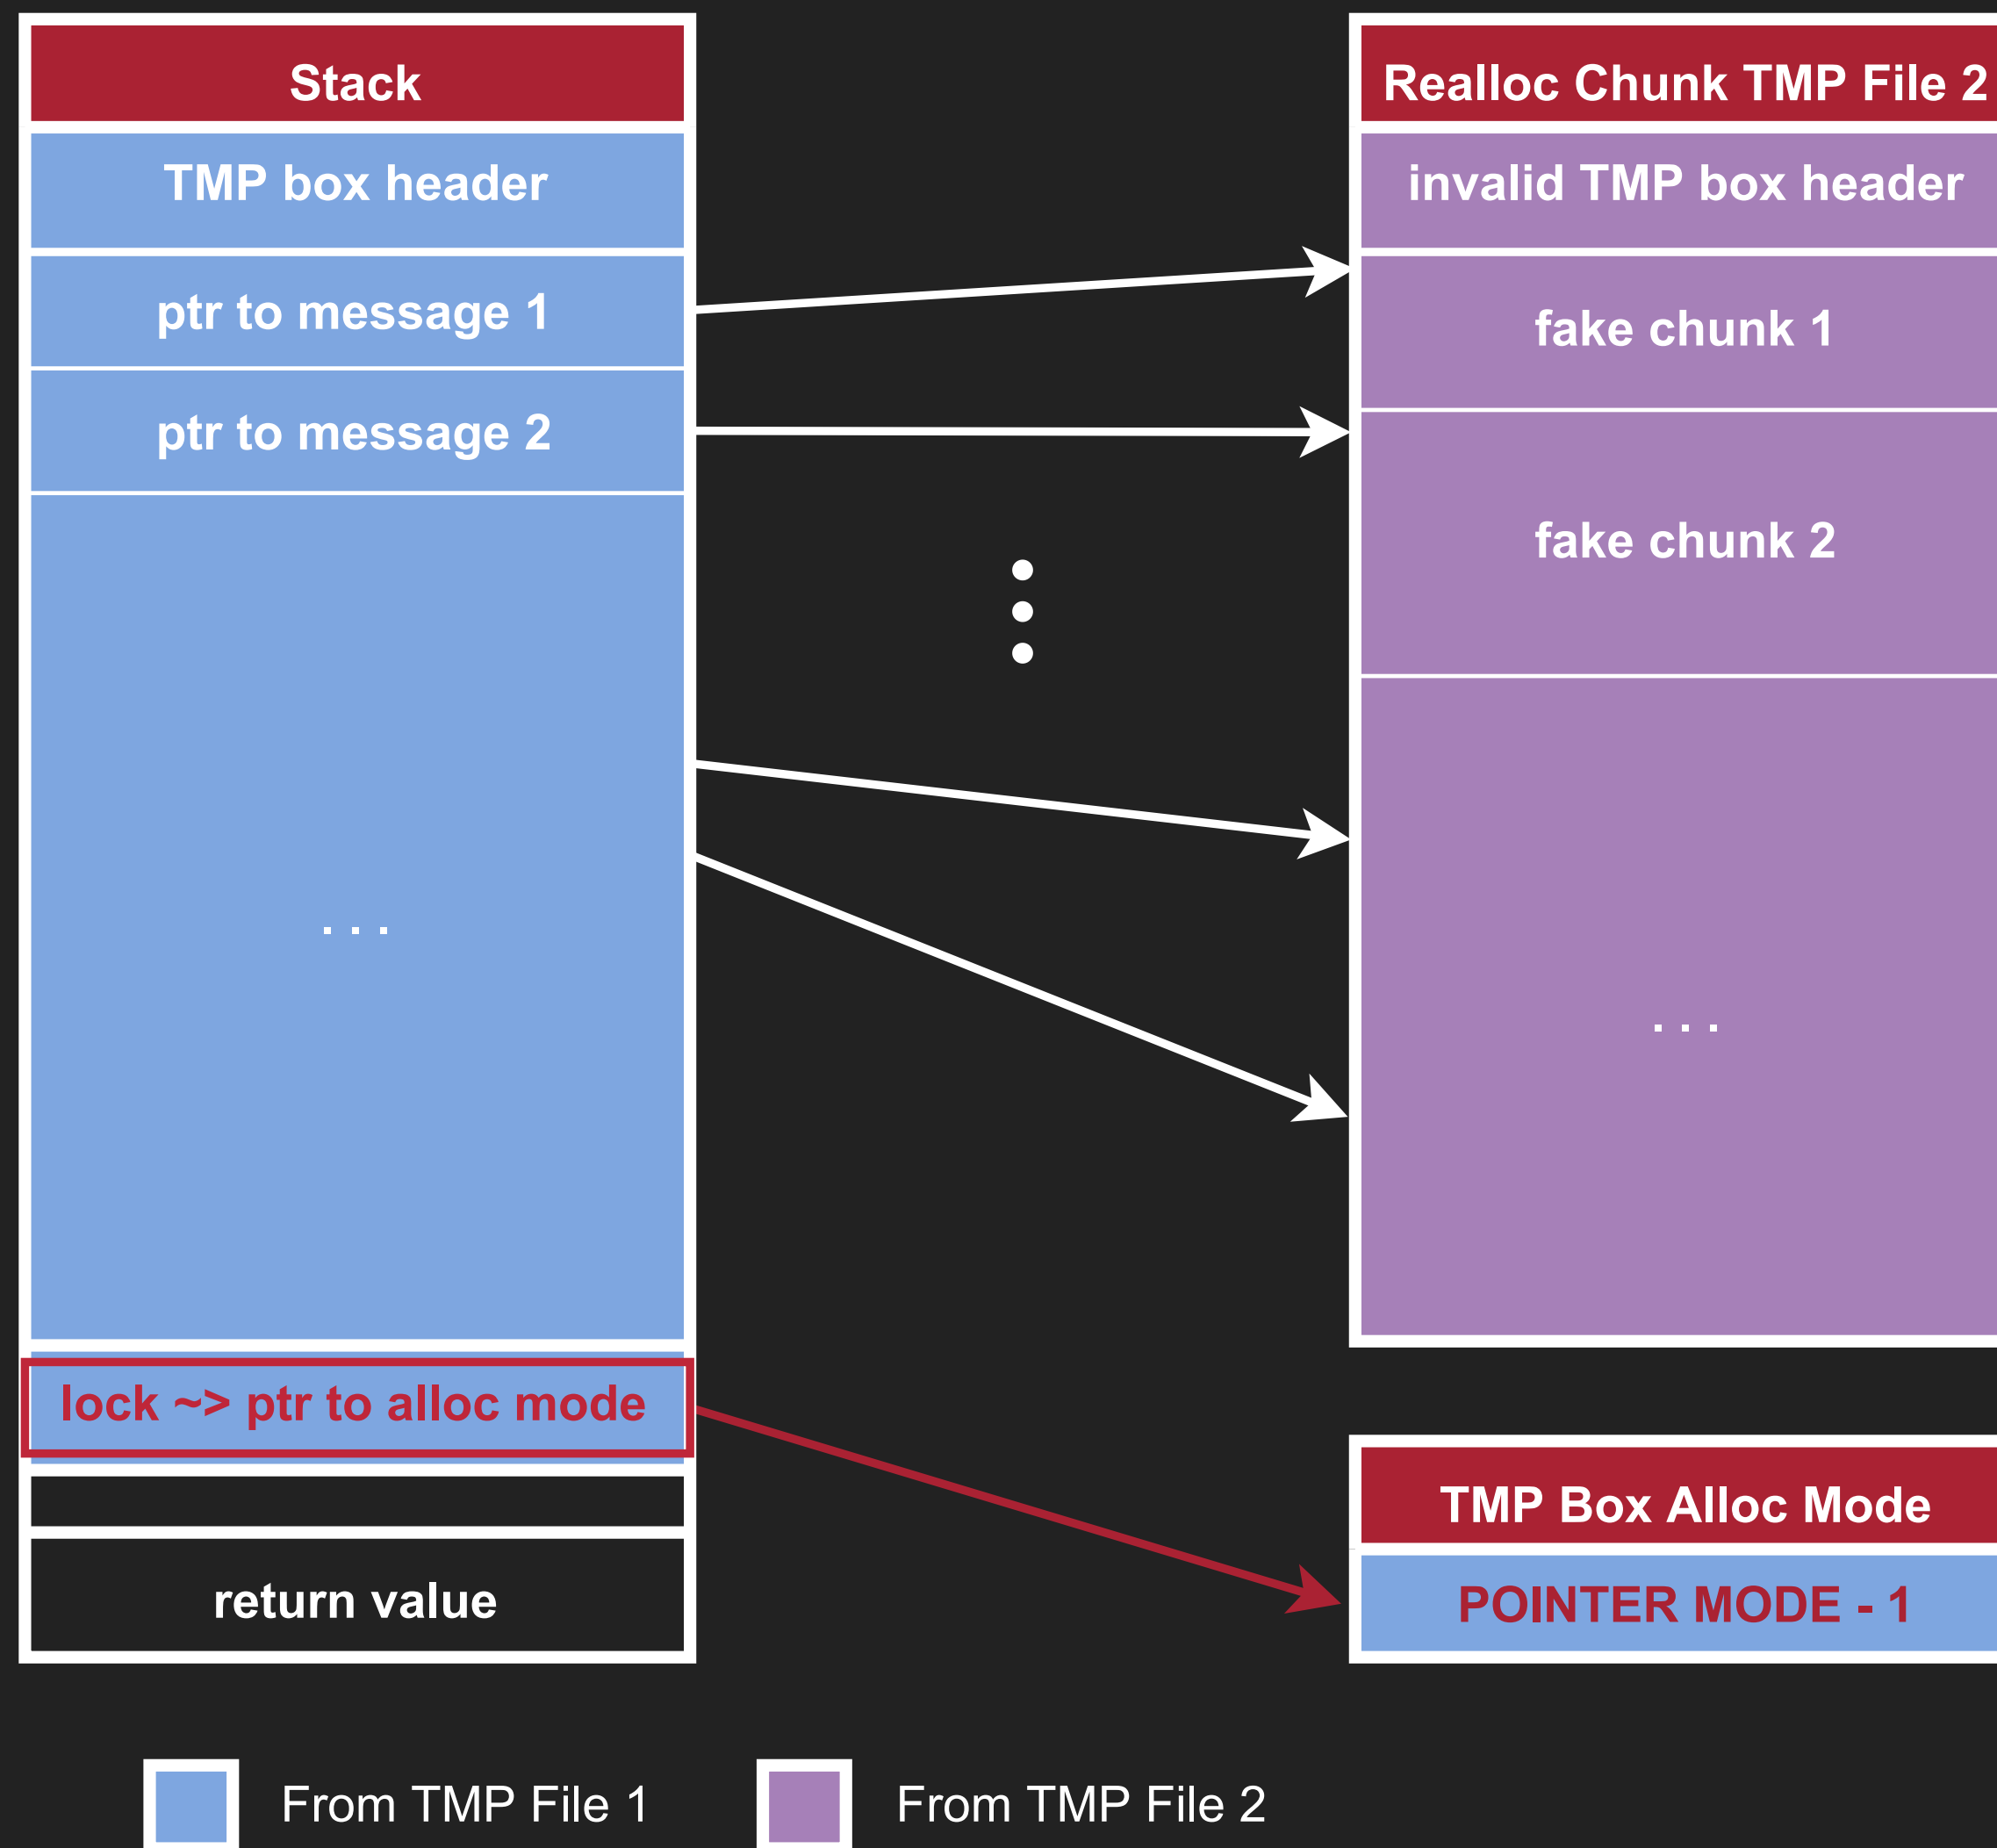 Stack
TMP box header
ptr to message 1
ptr to message 2
. . .
lock ~> ptr to alloc mode
return value
Realloc Chunk TMP File 2
invalid TMP box header
fake chunk 1
fake chunk 2
. . .
TMP Box Alloc Mode
POINTER MODE - 1
From TMP File 1
From TMP File 2